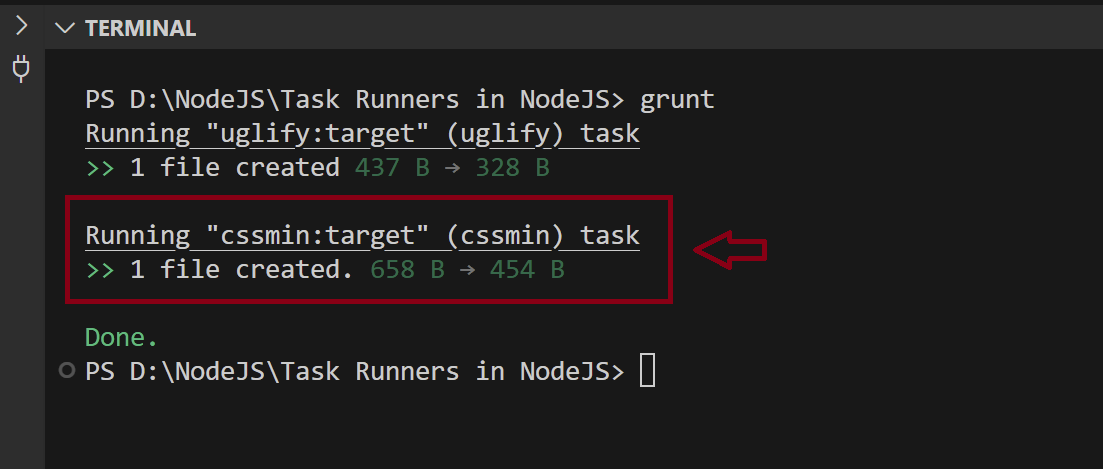 TERMINAL
PS D:\NodeJS\Task Runners in NodeJS> grunt
Running "uglify:target" (uglify) task
>> 1 file created 437 B → 328 B
Running "cssmin:target" (cssmin) task
>> 1 file created. 658 B → 454 B
Done.
PS D:\NodeJS\Task Runners in NodeJS>